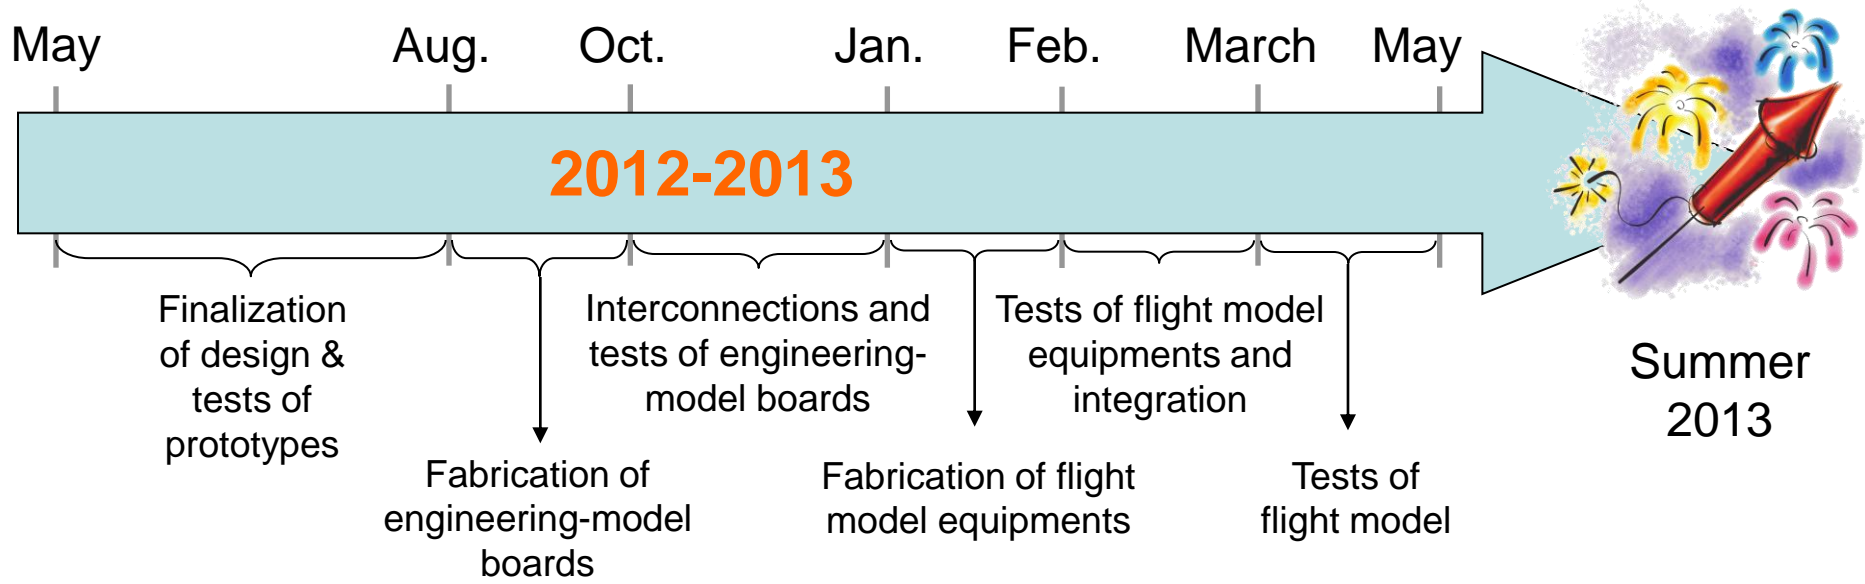 May
Aug.
Oct.
Jan.
Feb.
March
May
2012-2013
Finalization
of design &
tests of
prototypes
Fabrication of
engineering-model
boards
Interconnections and
tests of engineering-
model boards
Fabrication of flight
model equipments
Tests of flight model
equipments and
integration
Tests of
flight model
Summer
2013